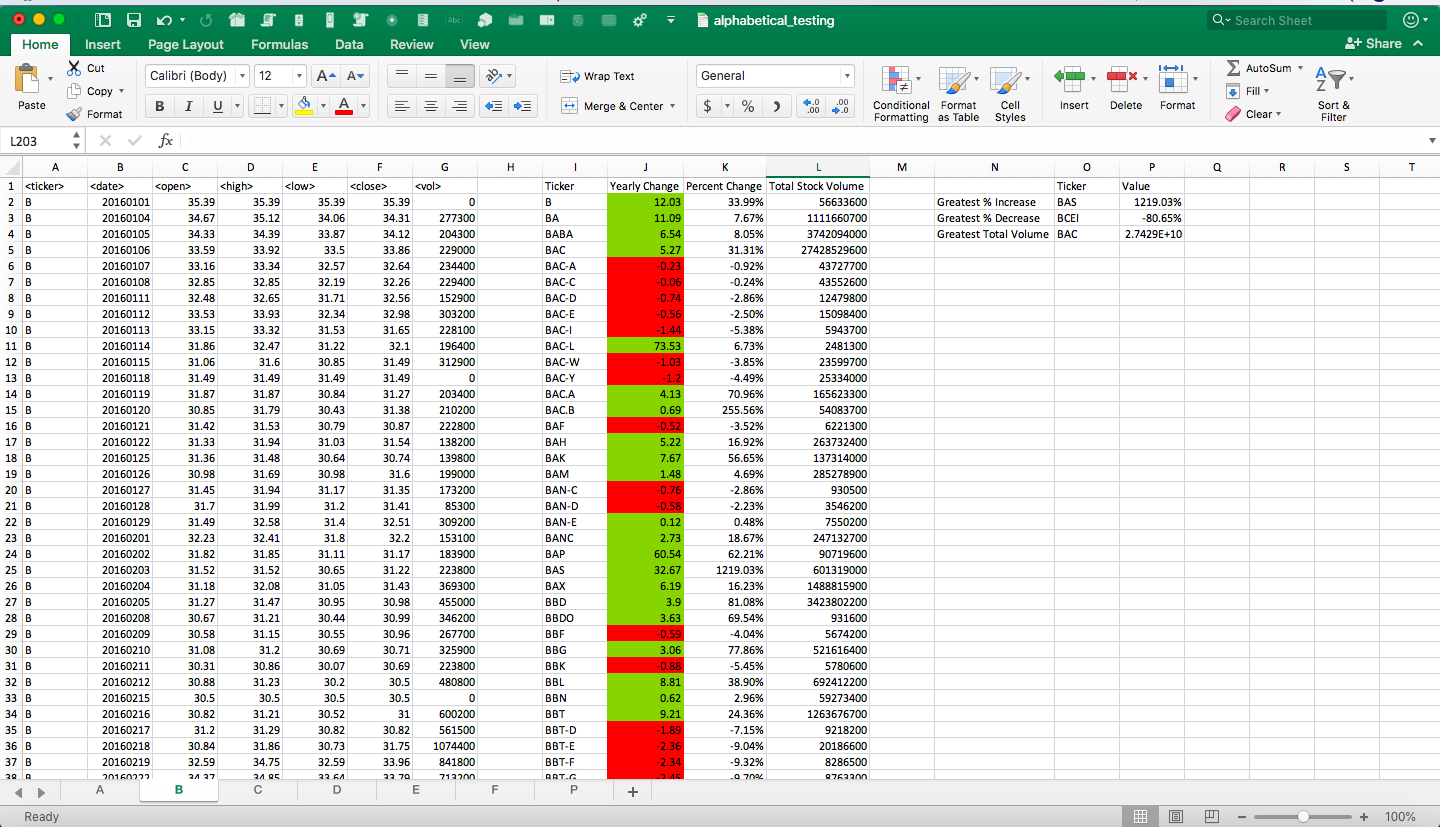 Abc alphabetical_testing Search Sheet
Home Insert Page Layout Formulas Data Review View Share
Paste Cut Copy Format Calibri (Body) 12 A A Wrap Text General AutoSum
B I U A Merge & Center $ % Conditional Formatting Format as Table Cell Styles Insert Delete Format Fill Clear Sort & Filter
L203 fx
A B C D E F G H I J K L M N O P Q R S T
1 <ticker> <date> <open> <high> <low> <close> <vol> Ticker Yearly Change Percent Change Total Stock Volume Ticker Value
2 B 20160101 35.39 35.39 35.39 35.39 0 B 12.03 33.99% 56633600 Greatest % Increase BAS 1219.03%
3 B 20160104 34.67 35.12 34.06 34.31 277300 BA 11.09 7.67% 1111660700 Greatest % Decrease BCEI -80.65%
4 B 20160105 34.33 34.39 33.87 34.12 204300 BABA 6.54 8.05% 3742094000 Greatest Total Volume BAC 2.7429E+10
5 B 20160106 33.59 33.92 33.5 33.86 229000 BAC 5.27 31.31% 27428529600
6 B 20160107 33.16 33.34 32.57 32.64 234400 BAC-A -0.23 -0.92% 43727700
7 B 20160108 32.85 32.85 32.19 32.26 229400 BAC-C -0.06 -0.24% 43552600
8 B 20160111 32.48 32.65 31.71 32.56 152900 BAC-D -0.74 -2.86% 12479800
9 B 20160112 33.53 33.93 32.34 32.98 303200 BAC-E -0.56 -2.50% 15098400
10 B 20160113 33.15 33.32 31.53 31.65 228100 BAC-I -1.44 -5.38% 5943700
11 B 20160114 31.86 32.47 31.22 32.1 196400 BAC-L 73.53 6.73% 2481300
12 B 20160115 31.06 31.6 30.85 31.49 312900 BAC-W -1.03 -3.85% 23599700
13 B 20160118 31.49 31.49 31.49 31.49 0 BAC-Y -1.2 -4.49% 25334000
14 B 20160119 31.87 31.87 30.84 31.27 203400 BAC.A 4.13 70.96% 165623300
15 B 20160120 30.85 31.79 30.43 31.38 210200 BAC.B 0.69 255.56% 54083700
16 B 20160121 31.42 31.53 30.79 30.87 222800 BAF -0.52 -3.52% 6221300
17 B 20160122 31.33 31.94 31.03 31.54 138200 BAH 5.22 16.92% 263732400
18 B 20160125 31.36 31.48 30.64 30.74 139800 BAK 7.67 56.65% 137314000
19 B 20160126 30.98 31.69 30.98 31.6 199000 BAM 1.48 4.69% 285278900
20 B 20160127 31.45 31.94 31.17 31.35 173200 BAN-C -0.76 -2.86% 930500
21 B 20160128 31.7 31.99 31.2 31.41 85300 BAN-D -0.58 -2.23% 3546200
22 B 20160129 31.49 32.58 31.4 32.51 309200 BAN-E 0.12 0.48% 7550200
23 B 20160201 32.23 32.41 31.8 32.2 153100 BANC 2.73 18.67% 247132700
24 B 20160202 31.82 31.85 31.11 31.17 183900 BAP 60.54 62.21% 90719600
25 B 20160203 31.52 31.52 30.65 31.22 223800 BAS 32.67 1219.03% 601319000
26 B 20160204 31.18 32.08 31.05 31.43 369300 BAX 6.19 16.23% 1488815900
27 B 20160205 31.27 31.47 30.95 30.98 455000 BBD 3.9 81.08% 3423802200
28 B 20160208 30.67 31.21 30.44 30.99 346200 BBDO 3.63 69.54% 931600
29 B 20160209 30.58 31.15 30.55 30.96 267700 BBF -0.59 -4.04% 5674200
30 B 20160210 31.08 31.2 30.69 30.71 325900 BBG 3.06 77.86% 521616400
31 B 20160211 30.31 30.86 30.07 30.69 223800 BBK -0.88 -5.45% 5780600
32 B 20160212 30.88 31.23 30.2 30.5 480800 BBL 8.81 38.90% 692412200
33 B 20160215 30.5 30.5 30.5 30.5 0 BBN 0.62 2.96% 59273400
34 B 20160216 30.82 31.21 30.52 31 600200 BBT 9.21 24.36% 1263676700
35 B 20160217 31.2 31.29 30.82 30.82 561500 BBT-D -1.89 -7.15% 9218200
36 B 20160218 30.84 31.86 30.73 31.75 1074400 BBT-E -2.36 -9.04% 20186600
37 B 20160219 32.59 34.75 32.59 33.96 841800 BBT-F -2.34 -9.32% 8286500
38 B 20160222 34.37 34.85 33.64 33.79 713200 BBT-G -2.45 -9.70% 8763300
A B C D E F P +
Ready 100%